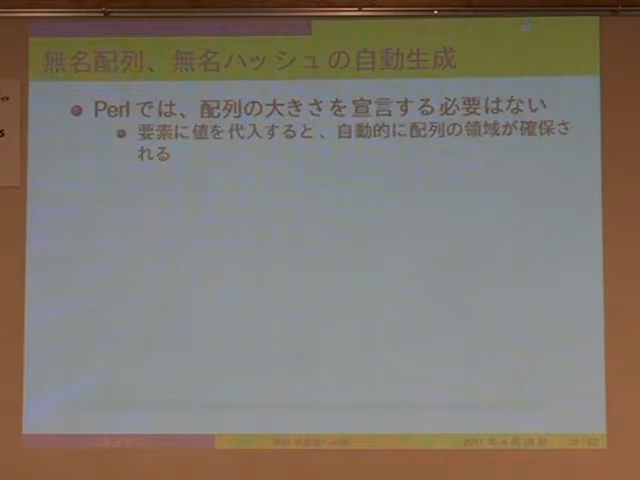 無名配列、無名ハッシュの自動生成
Perlでは、配列の大きさを宣言する必要はない
要素に値を代入すると、自動的に配列の領域が確保さ
れる